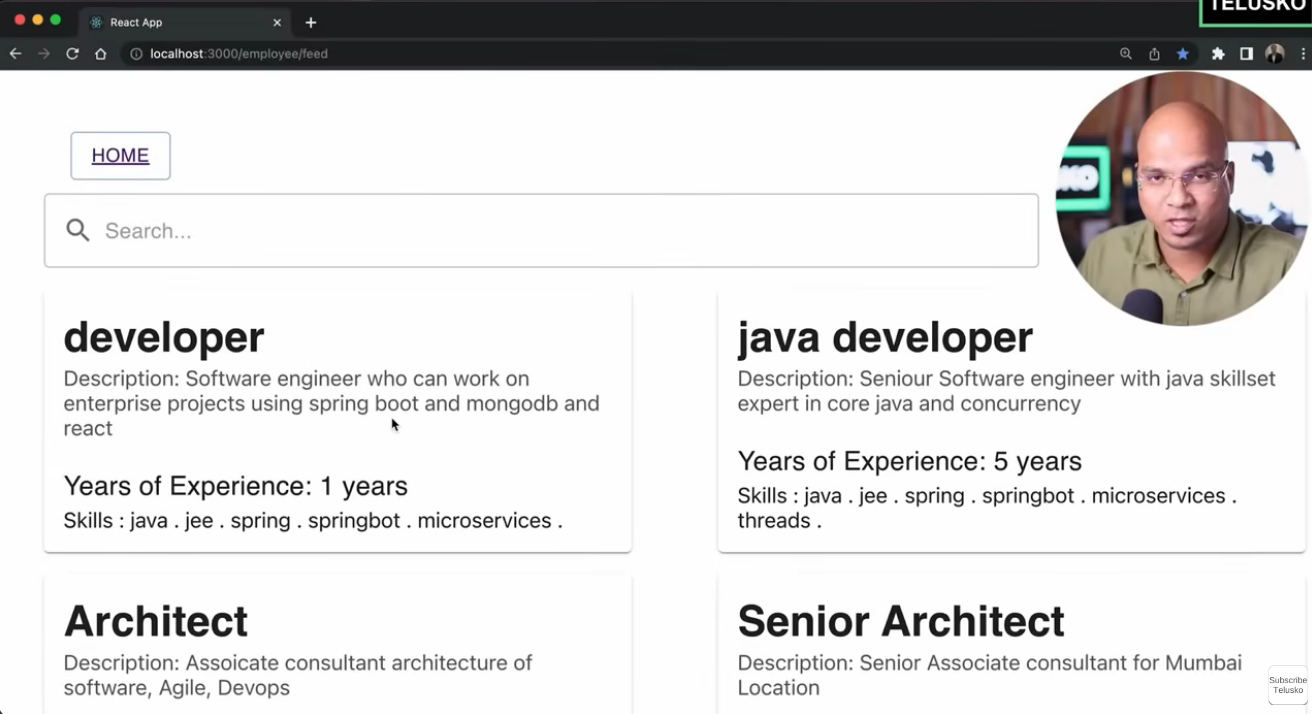 TELUSKO
React App
localhost:3000/employee/feed
HOME
Search...
developer
Description: Software engineer who can work on
enterprise projects using spring boot and mongodb and
react
Years of Experience: 1 years
Skills : java . jee . spring . springbot . microservices .
java developer
Description: Seniour Software engineer with java skillset
expert in core java and concurrency
Years of Experience: 5 years
Skills : java . jee . spring . springbot . microservices .
threads .
Architect
Description: Assoicate consultant architecture of
software, Agile, Devops
Senior Architect
Description: Senior Associate consultant for Mumbai
Location
Subscribe
Telusko